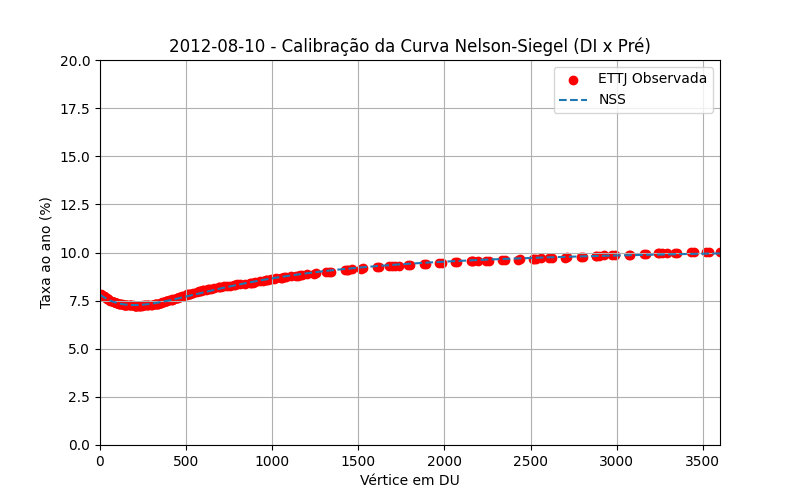 2012-08-10 - Calibração da Curva Nelson-Siegel (DI x Pré)
ETTJ Observada
NSS
Taxa ao ano (%)
20.0
17.5
15.0
12.5
10.0
7.5
5.0
2.5
0.0
0 500 1000 1500 2000 2500 3000 3500
Vértice em DU